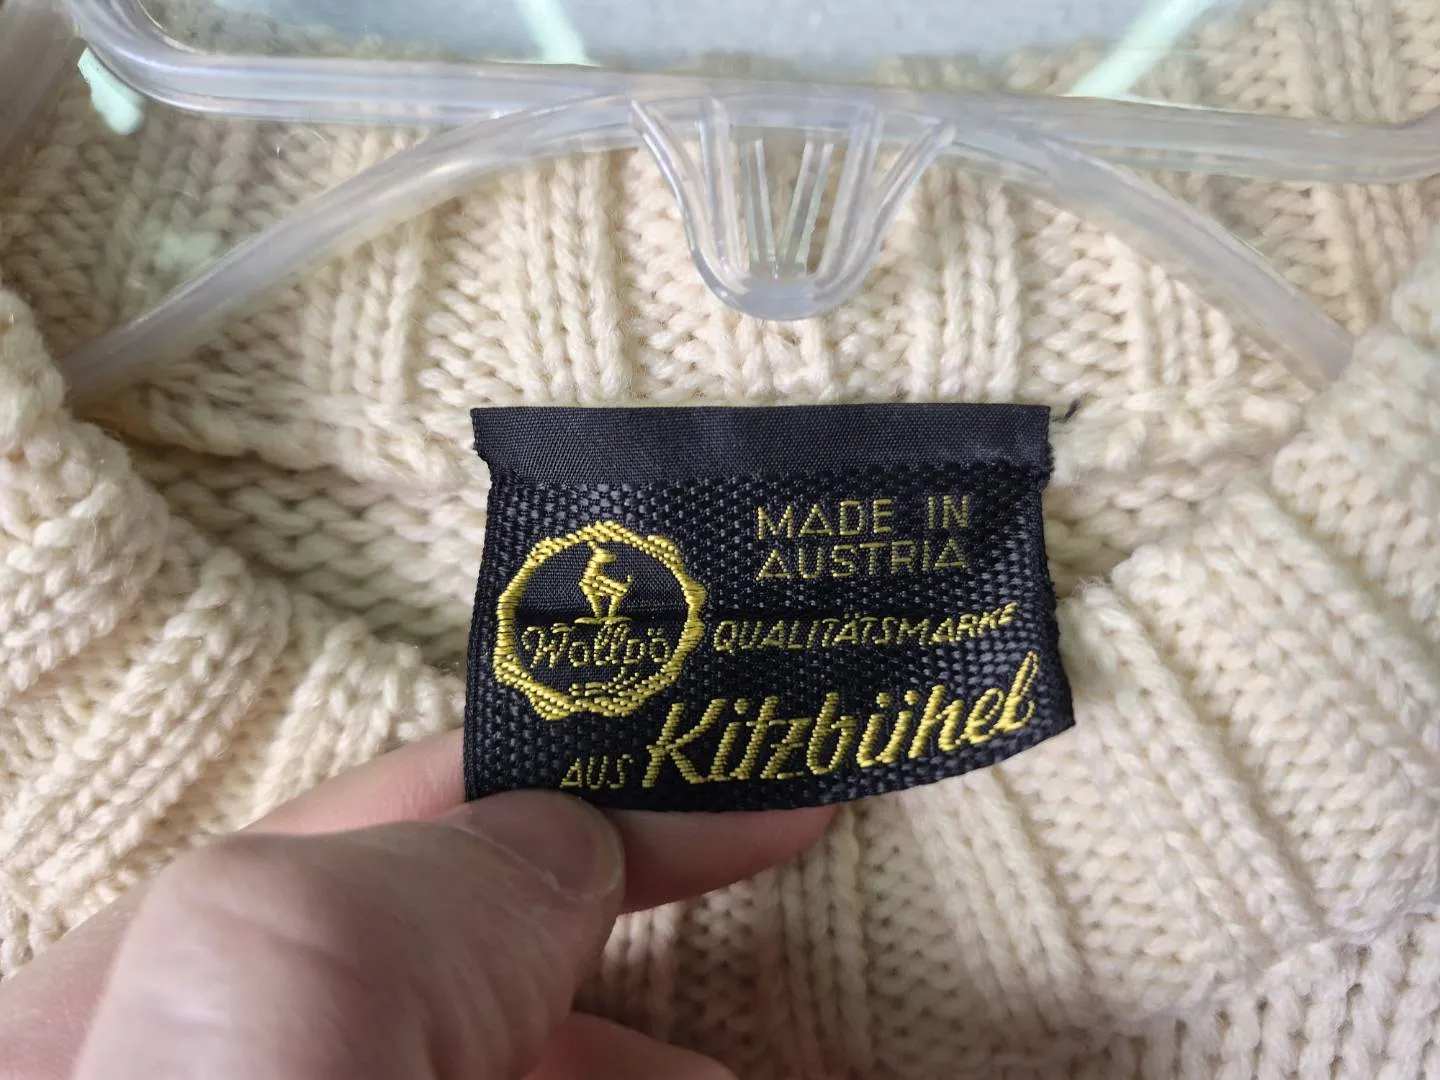 MADE IN
AUSTRIA
Wollpö
QUALITÄTSMARKE
AUS Kitzbühel